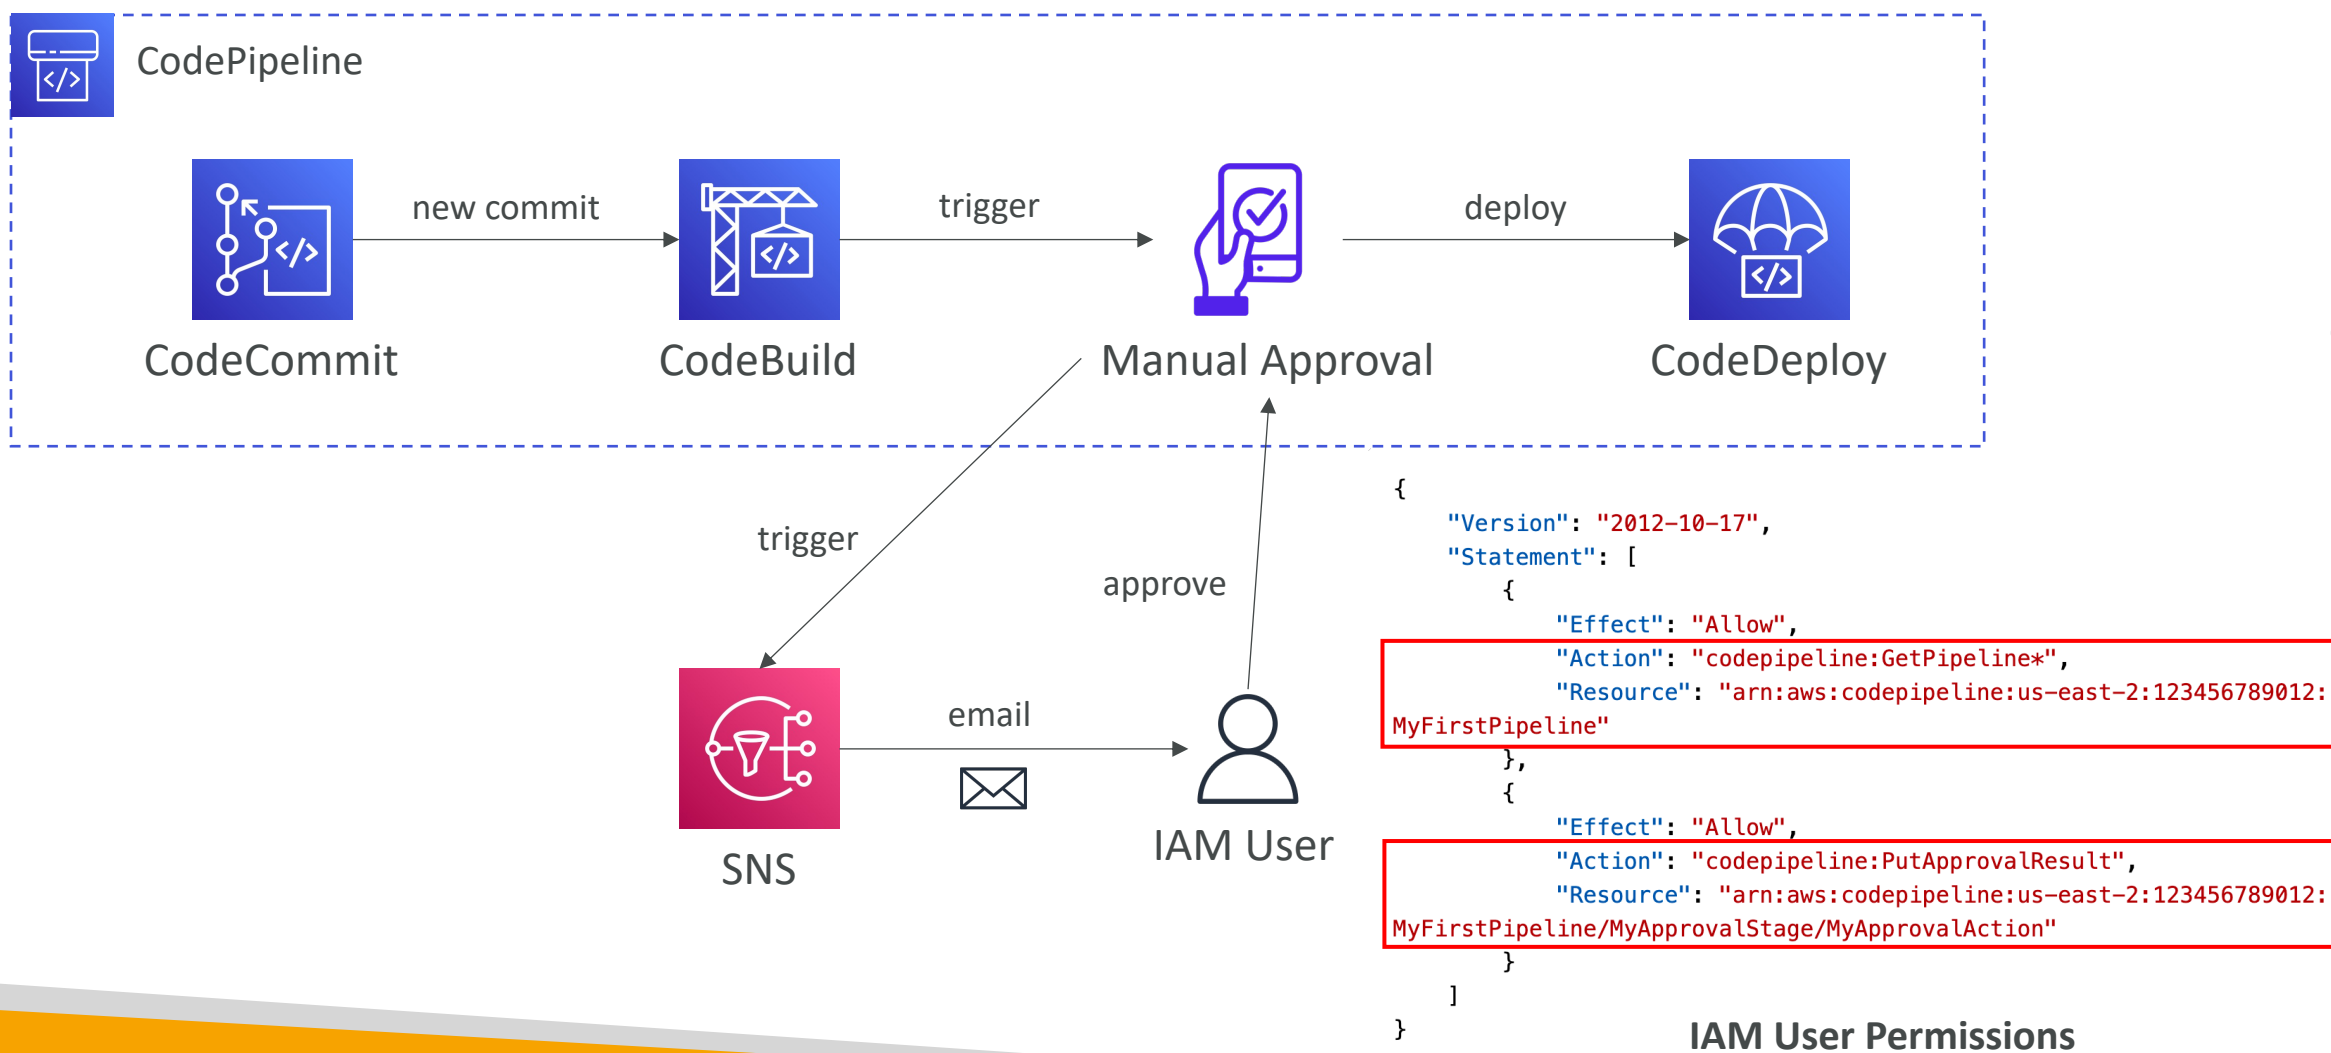 CodePipeline
new commit
trigger
deploy
CodeCommit
CodeBuild
Manual Approval
CodeDeploy
trigger
approve
email
SNS
IAM User
{
"Version": "2012-10-17",
"Statement": [
{
"Effect": "Allow",
"Action": "codepipeline:GetPipeline*",
"Resource": "arn:aws:codepipeline:us-east-2:123456789012:
MyFirstPipeline"
},
{
"Effect": "Allow",
"Action": "codepipeline:PutApprovalResult",
"Resource": "arn:aws:codepipeline:us-east-2:123456789012:
MyFirstPipeline/MyApprovalStage/MyApprovalAction"
}
]
}
IAM User Permissions